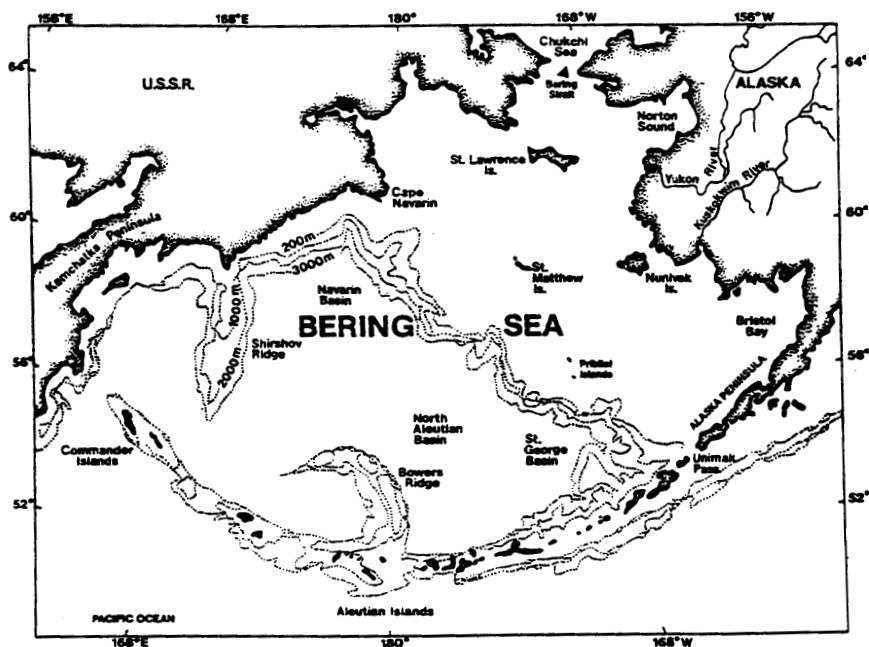 156°E
168°E
180°
168°W
156°W
64°
64°
U.S.S.R.
Chukchi
Sea
Bering
Strait
ALASKA
Norton
Sound
St. Lawrence
Is.
Yukon River
Kuskokwim River
Cape
Navarin
60°
60°
Kamchatka Peninsula
200m
3000m
1000m
2000m
Navarin
Basin
St.
Matthew
Is.
Nunivak
Is.
BERING SEA
Bristol
Bay
Shirshov
Ridge
56°
56°
Pribilof
Islands
ALASKA PENINSULA
North
Aleutian
Basin
St.
George
Basin
Commander
Islands
Bowers
Ridge
Unimak
Pass.
52°
52°
Aleutian Islands
PACIFIC OCEAN
168°E
180°
168°W